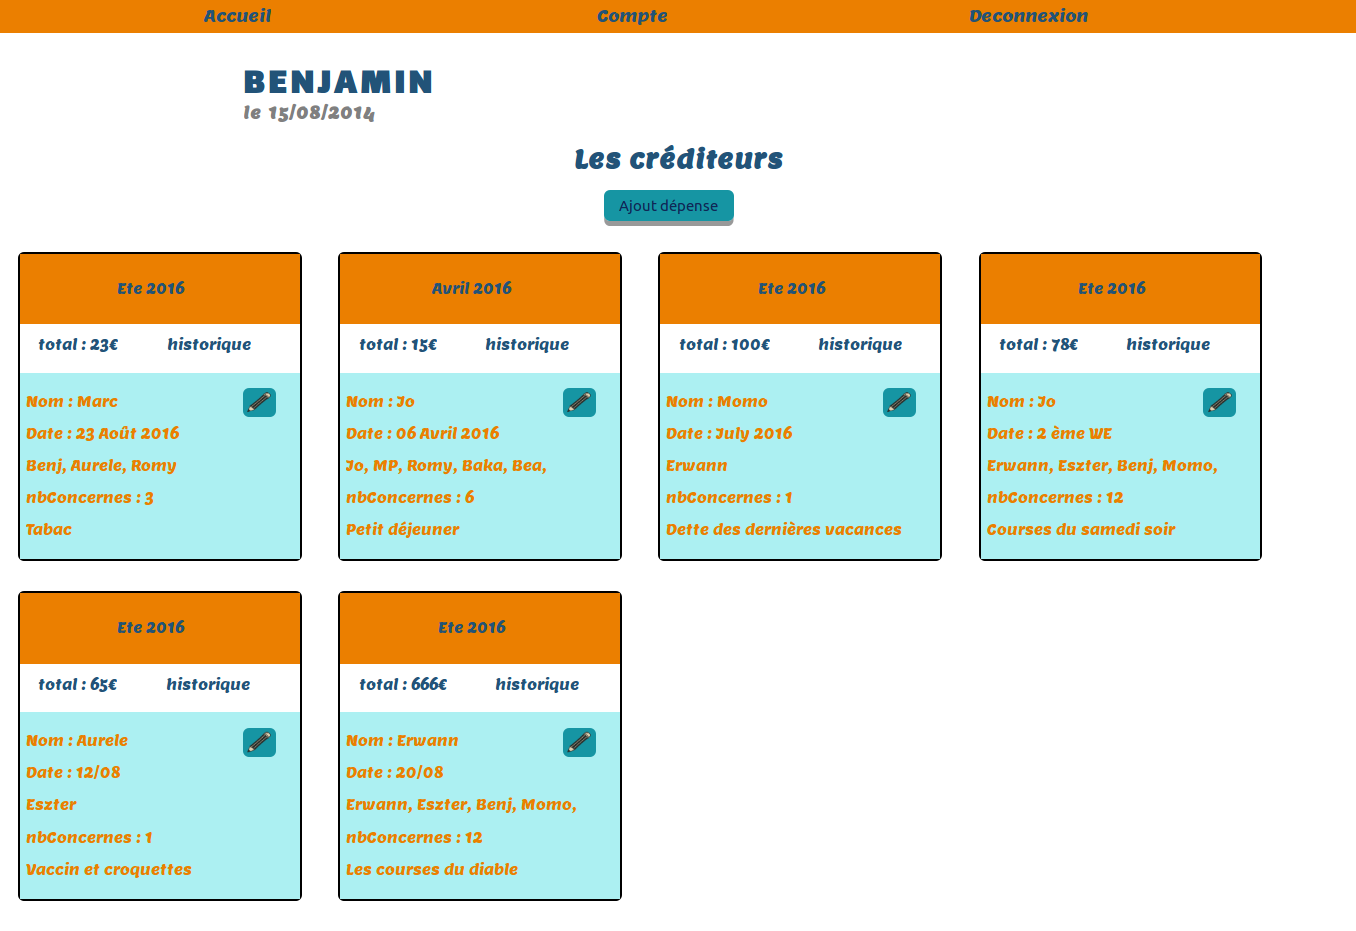 Accueil Compte Deconnexion
BENJAMIN
le 15/08/2014
Les créditeurs
Ajout dépense
Ete 2016
total : 23€ historique
Nom : Marc
Date : 23 Août 2016
Benj, Aurele, Romy
nbConcernes : 3
Tabac
Avril 2016
total : 15€ historique
Nom : Jo
Date : 06 Avril 2016
Jo, MP, Romy, Baka, Bea,
nbConcernes : 6
Petit déjeuner
Ete 2016
total : 100€ historique
Nom : Momo
Date : July 2016
Erwann
nbConcernes : 1
Dette des dernières vacances
Ete 2016
total : 78€ historique
Nom : Jo
Date : 2 ème WE
Erwann, Eszter, Benj, Momo,
nbConcernes : 12
Courses du samedi soir
Ete 2016
total : 65€ historique
Nom : Aurele
Date : 12/08
Eszter
nbConcernes : 1
Vaccin et croquettes
Ete 2016
total : 666€ historique
Nom : Erwann
Date : 20/08
Erwann, Eszter, Benj, Momo,
nbConcernes : 12
Les courses du diable